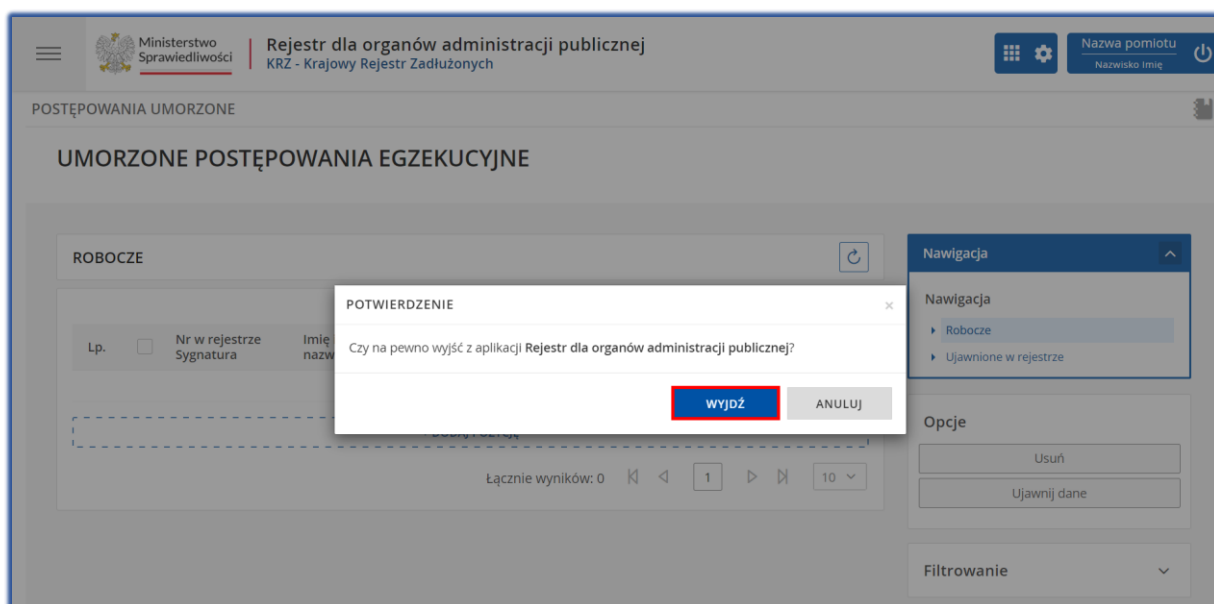 Ministerstwo
Sprawiedliwości
Rejestr dla organów administracji publicznej
KRZ - Krajowy Rejestr Zadłużonych
Nazwa pomiotu
Nazwisko Imię
POSTĘPOWANIA UMORZONE
UMORZONE POSTĘPOWANIA EGZEKUCYJNE
ROBOCZE
Lp.
Nr w rejestrze
Sygnatura
Imię
POTWIERDZENIE
×
Czy na pewno wyjść z aplikacji Rejestr dla organów administracji publicznej?
WYJDŹ
ANULUJ
Łącznie wyników: 0
1
10
Nawigacja
Nawigacja
Robocze
Ujawnione w rejestrze
Opcje
Usuń
Ujawnij dane
Filtrowanie